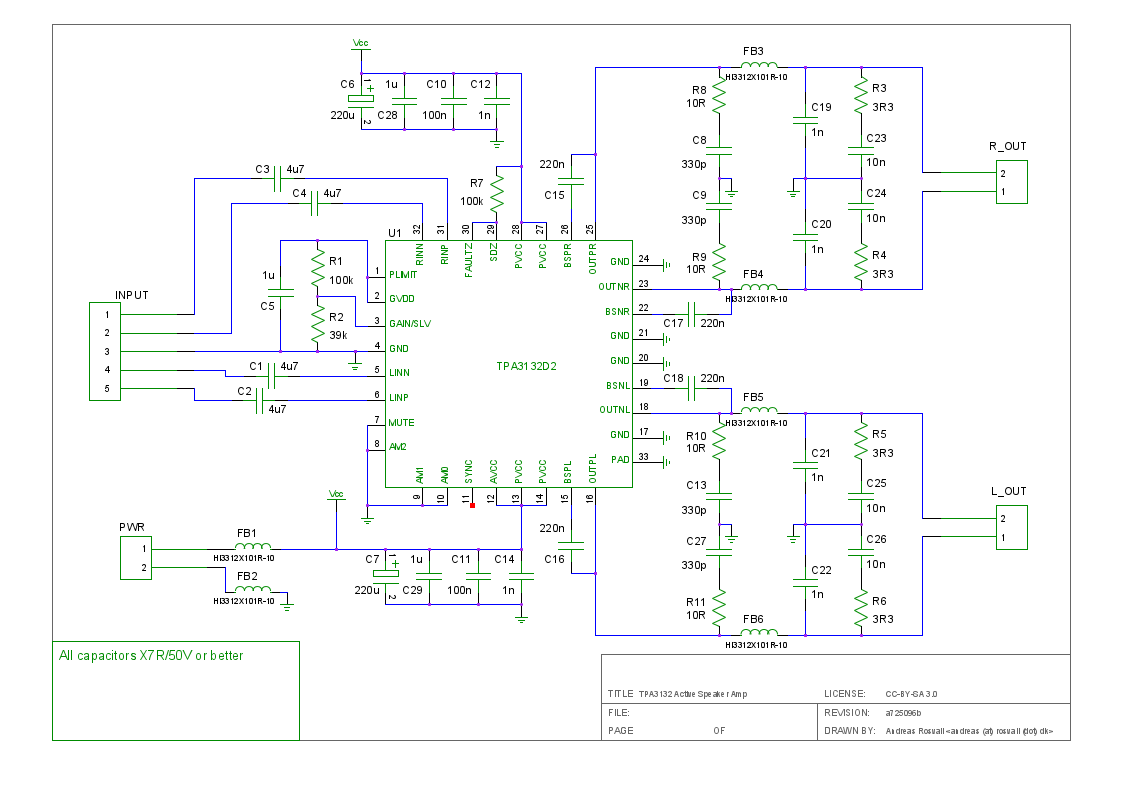 Vcc
C6
220u
1
+
2
1u
C28
C10
100n
C12
1n
C3
4u7
C4
4u7
R7
100k
220n
C15
FB3
HI3312X101R-10
R8
10R
C8
330p
C9
330p
R9
10R
FB4
HI3312X101R-10
C19
1n
C20
1n
R3
3R3
C23
10n
C24
10n
R4
3R3
R_OUT
2
1
INPUT
1
2
3
4
5
1u
C5
R1
100k
R2
39k
C1
4u7
C2
4u7
U1
TPA3132D2
32
31
30
29
28
27
26
25
RINN
RINP
FAULTZ
SDZ
PVCC
PVCC
BSPR
OUTPR
1 PLIMIT
2 GVDD
3 GAIN/SLV
4 GND
5 LINN
6 LINP
7 MUTE
8 AM2
GND 24
OUTNR 23
BSNR 22
GND 21
GND 20
BSNL 19
OUTNL 18
GND 17
PAD 33
AM1
AM0
SYNC
AVCC
PVCC
PVCC
BSPL
OUTPL
9
10
11
12
13
14
15
16
C17 220n
C18 220n
FB5
HI3312X101R-10
R10
10R
C13
330p
C27
330p
R11
10R
FB6
HI3312X101R-10
C21
1n
C22
1n
R5
3R3
C25
10n
C26
10n
R6
3R3
L_OUT
2
1
220n
C16
Vcc
PWR
1
2
FB1
HI3312X101R-10
FB2
HI3312X101R-10
C7
220u
1
+
2
1u
C29
C11
100n
C14
1n
All capacitors X7R/50V or better
TITLE TPA3132 Active Speaker Amp
LICENSE: CC-BY-SA 3.0
FILE:
REVISION: a725096b
PAGE OF
DRAWN BY: Andreas Rosvall <andreas (at) rosvall (dot) dk>